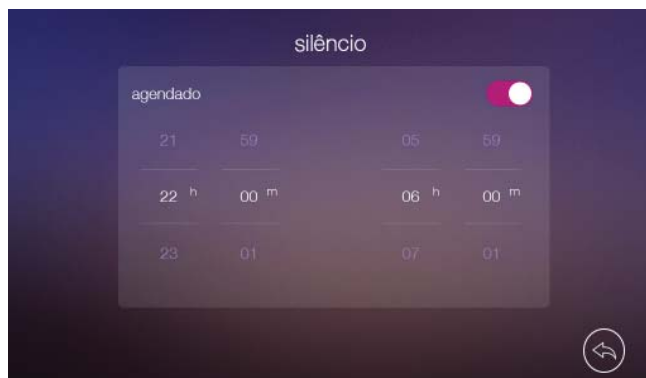 silêncio
agendado
21 59 05 59
22 h 00 m 06 h 00 m
23 01 07 01